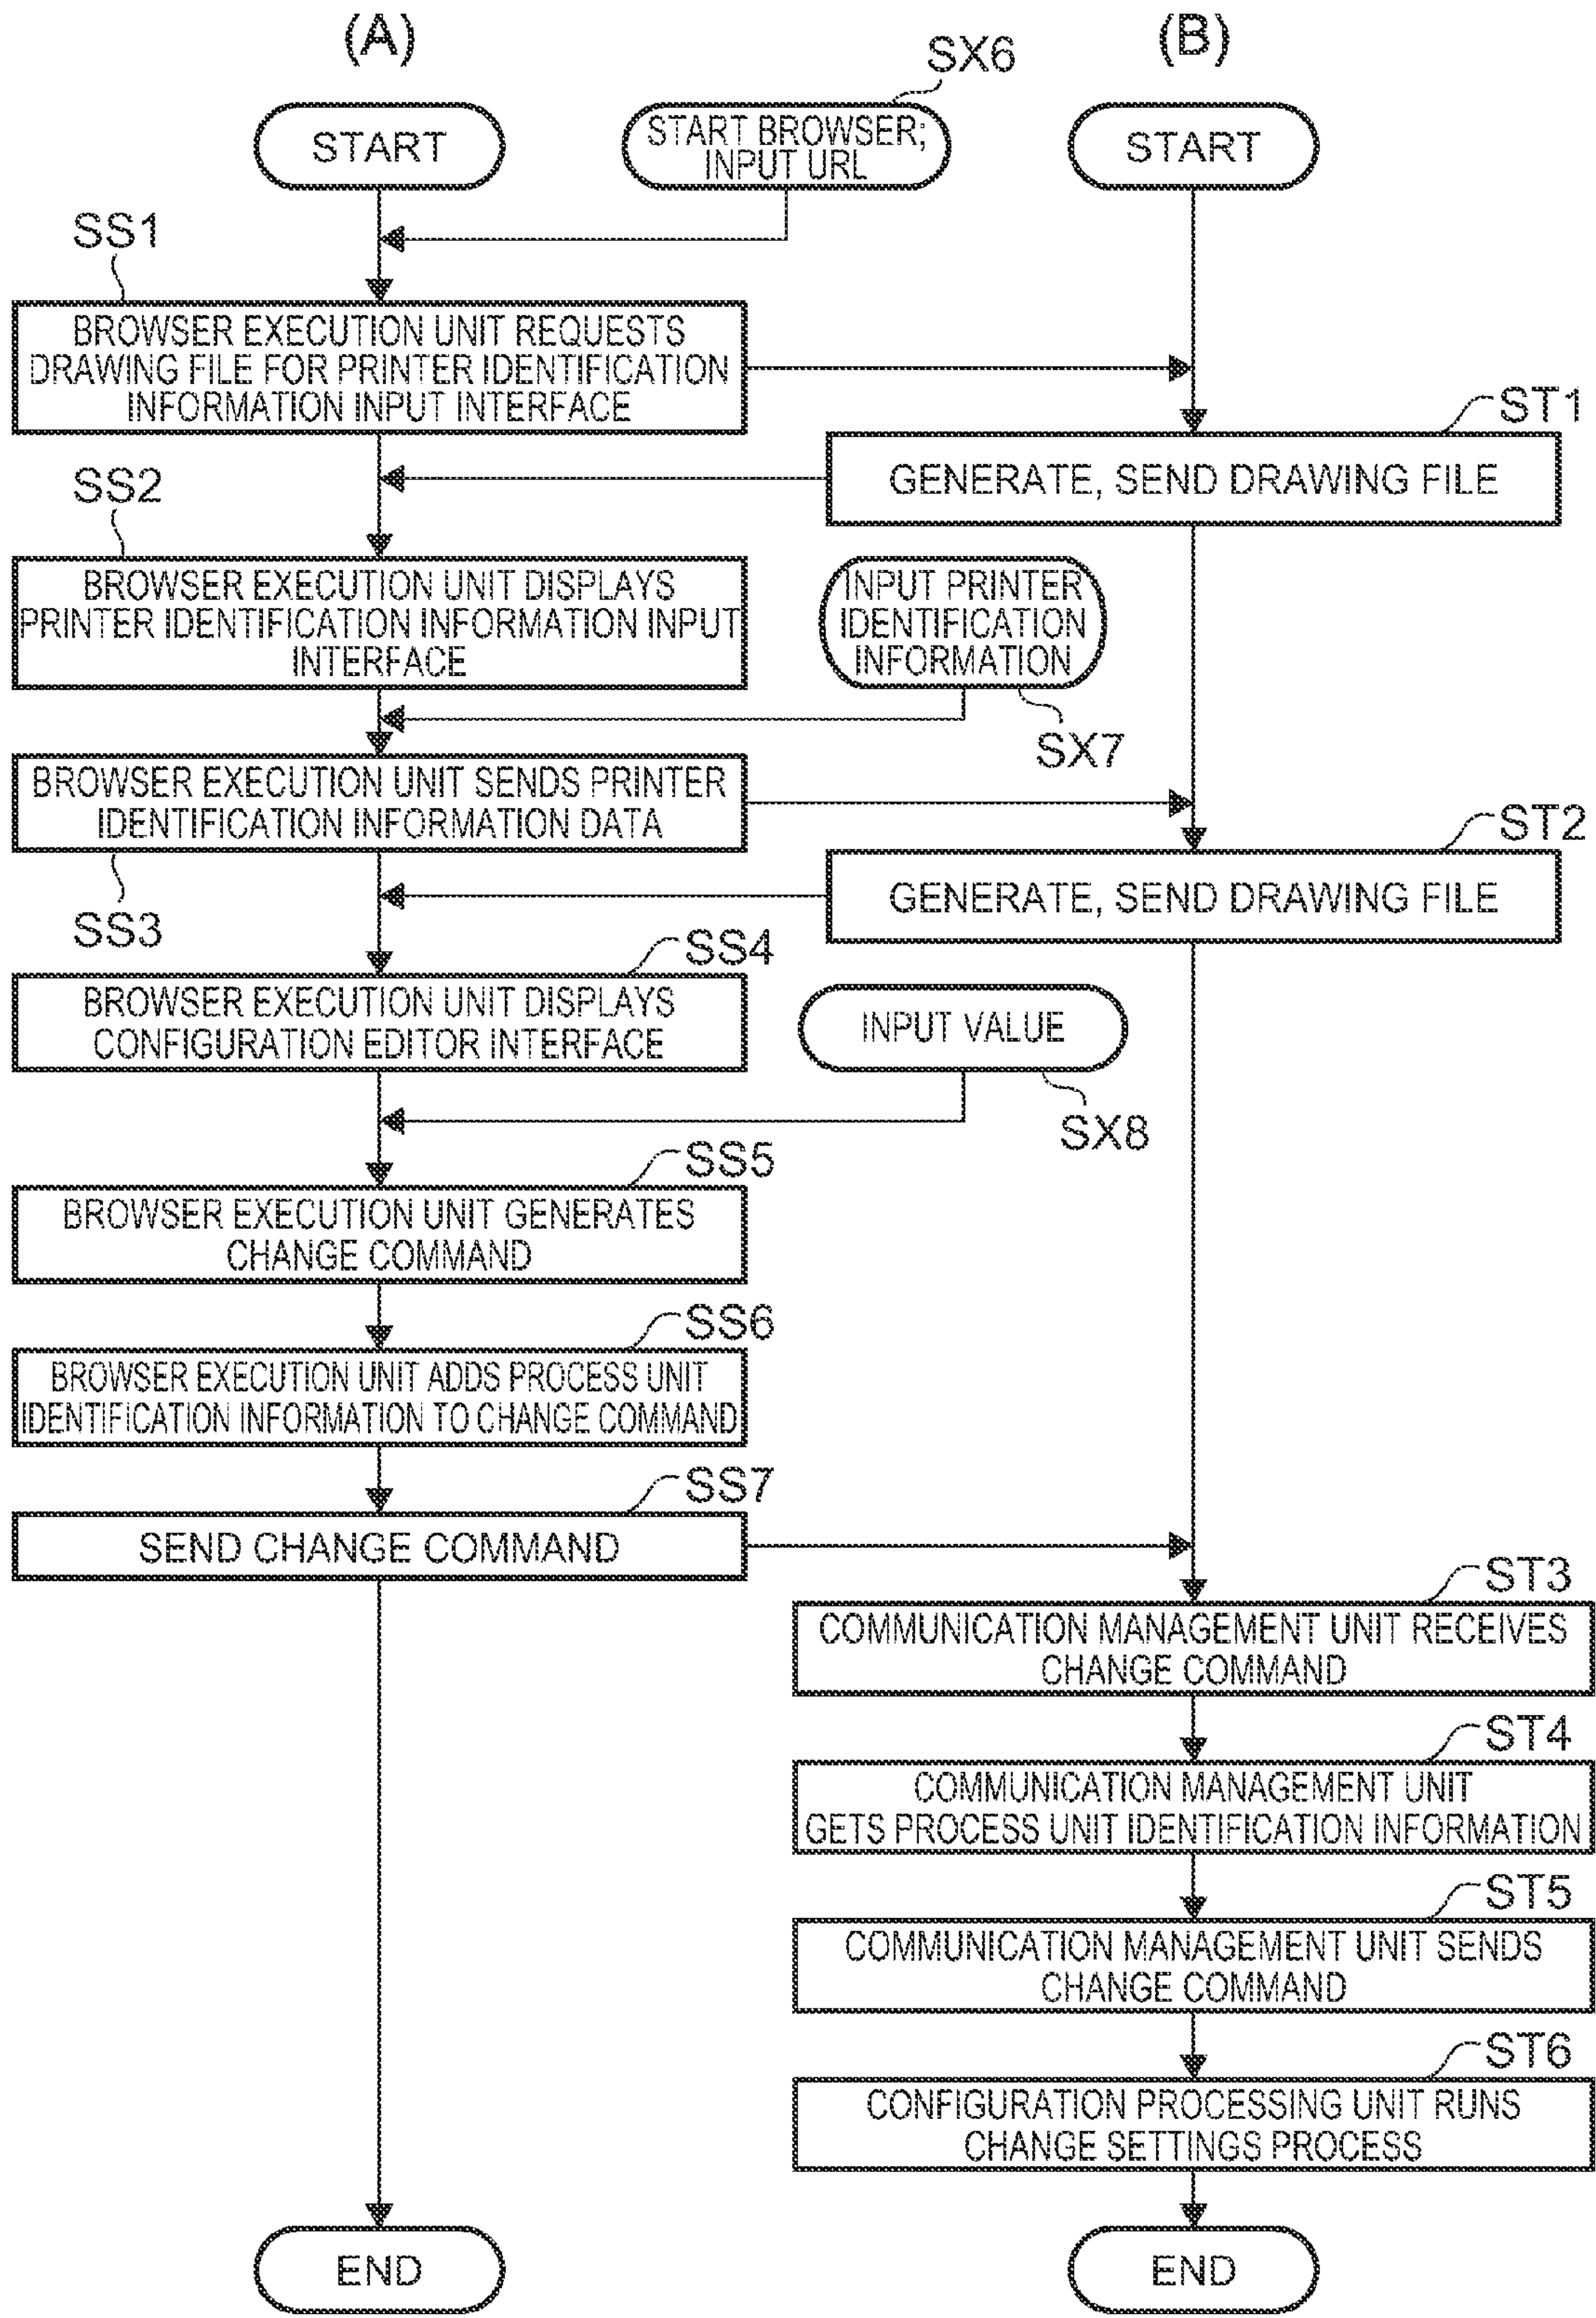 (A)
(B)
SX6
START
START BROWSER;
INPUT URL
START
SS1
BROWSER EXECUTION UNIT REQUESTS
DRAWING FILE FOR PRINTER IDENTIFICATION
INFORMATION INPUT INTERFACE
ST1
GENERATE, SEND DRAWING FILE
SS2
BROWSER EXECUTION UNIT DISPLAYS
PRINTER IDENTIFICATION INFORMATION INPUT
INTERFACE
INPUT PRINTER
IDENTIFICATION
INFORMATION
SX7
BROWSER EXECUTION UNIT SENDS PRINTER
IDENTIFICATION INFORMATION DATA
SS3
ST2
GENERATE, SEND DRAWING FILE
SS4
BROWSER EXECUTION UNIT DISPLAYS
CONFIGURATION EDITOR INTERFACE
INPUT VALUE
SX8
SS5
BROWSER EXECUTION UNIT GENERATES
CHANGE COMMAND
SS6
BROWSER EXECUTION UNIT ADDS PROCESS UNIT
IDENTIFICATION INFORMATION TO CHANGE COMMAND
SS7
SEND CHANGE COMMAND
ST3
COMMUNICATION MANAGEMENT UNIT RECEIVES
CHANGE COMMAND
ST4
COMMUNICATION MANAGEMENT UNIT
GETS PROCESS UNIT IDENTIFICATION INFORMATION
ST5
COMMUNICATION MANAGEMENT UNIT SENDS
CHANGE COMMAND
ST6
CONFIGURATION PROCESSING UNIT RUNS
CHANGE SETTINGS PROCESS
END
END